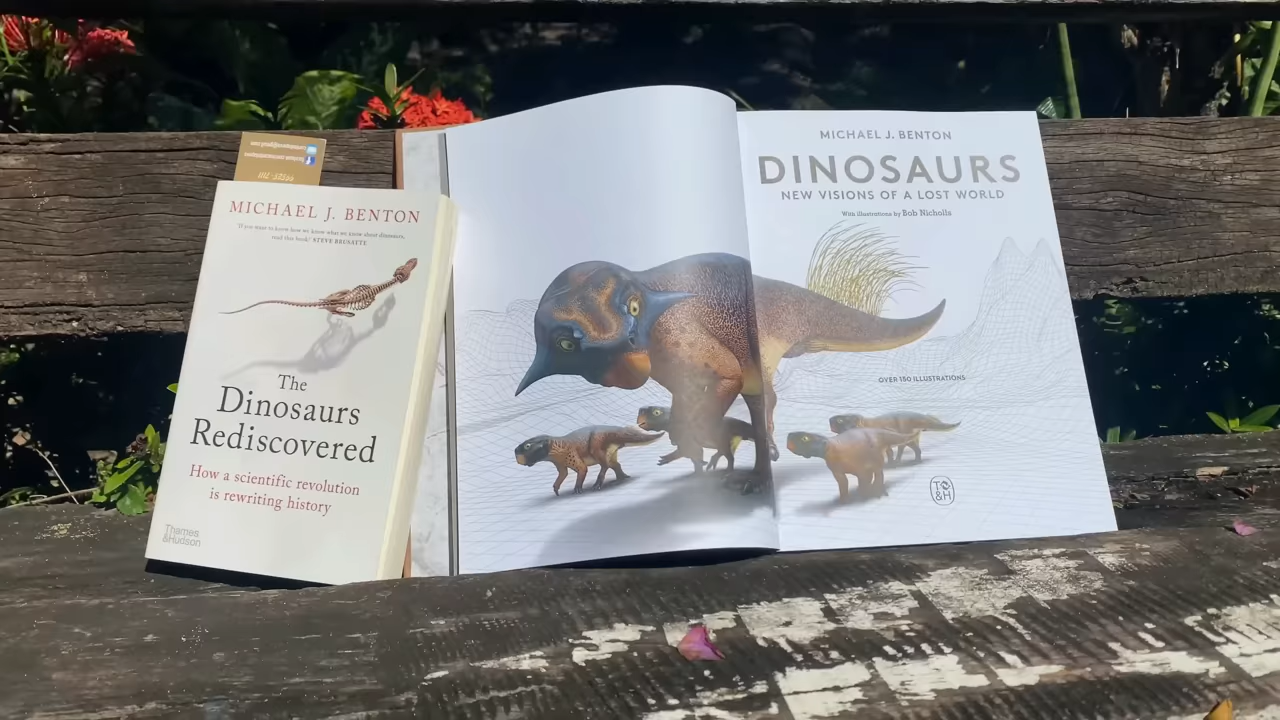 MICHAEL J. BENTON
"If you want to know how we know what we know about dinosaurs,
read this book!' STEVE BRUSATTE
The
Dinosaurs
Rediscovered
How a scientific revolution
is rewriting history
Thames
&Hudson
MICHAEL J. BENTON
DINOSAURS
NEW VISIONS OF A LOST WORLD
With illustrations by Bob Nicholls
OVER 150 ILLUSTRATIONS
T&H